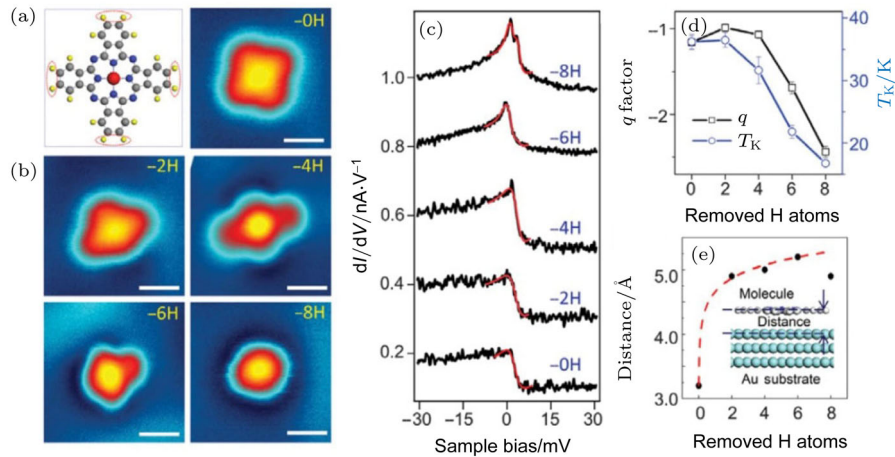 (a)
−0H
(b)
−2H
−4H
−6H
−8H
(c)
dI/dV/nA·V−1
1.0
0.8
0.6
0.4
0.2
−8H
−6H
−4H
−2H
−0H
−30
−15
0
15
30
Sample bias/mV
(d)
q factor
−1
−2
q
TK
TK/K
40
30
20
0
2
4
6
8
Removed H atoms
(e)
Distance/Å
5.0
4.0
3.0
Molecule
Distance
Au substrate
0
2
4
6
8
Removed H atoms